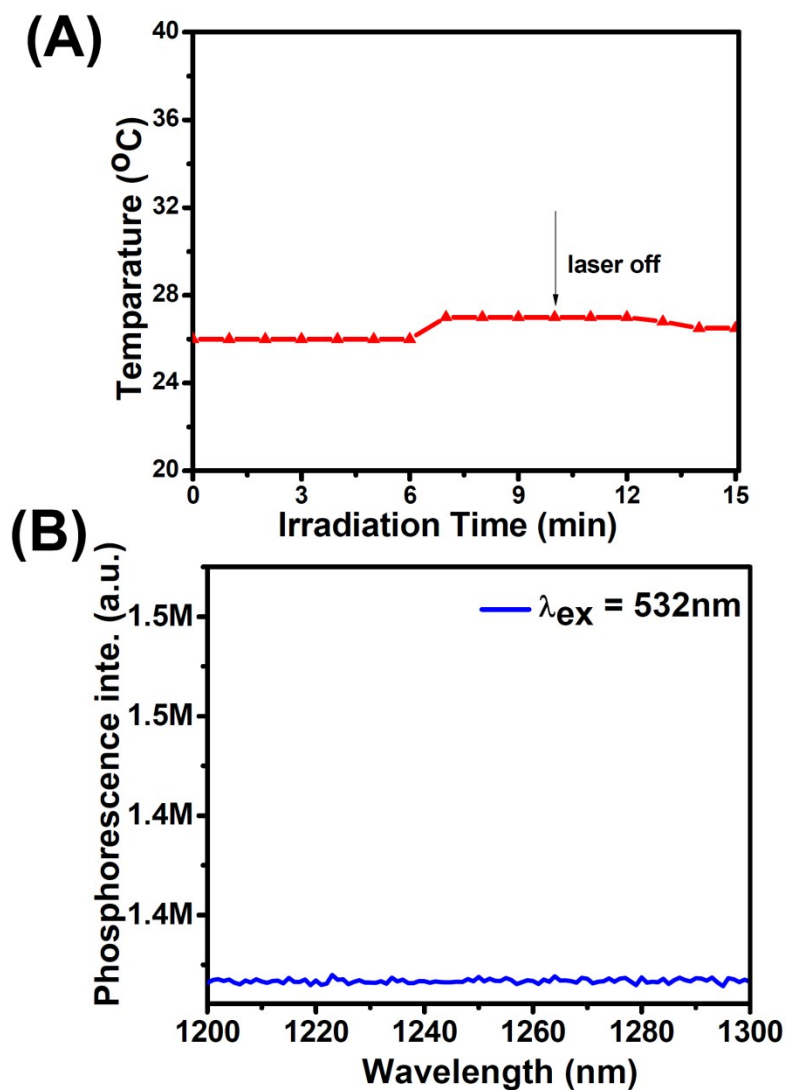 (A)
Temparature (°C)
40
36
32
28
24
20
laser off
0 3 6 9 12 15
Irradiation Time (min)
(B)
Phosphorescence inte. (a.u.)
1.5M
1.5M
1.4M
1.4M
λex = 532nm
1200 1220 1240 1260 1280 1300
Wavelength (nm)